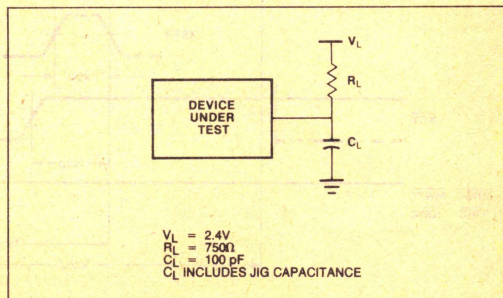 V_L
R_L
DEVICE
UNDER
TEST
C_L
V_L = 2.4V
R_L = 750Ω
C_L = 100 pF
C_L INCLUDES JIG CAPACITANCE